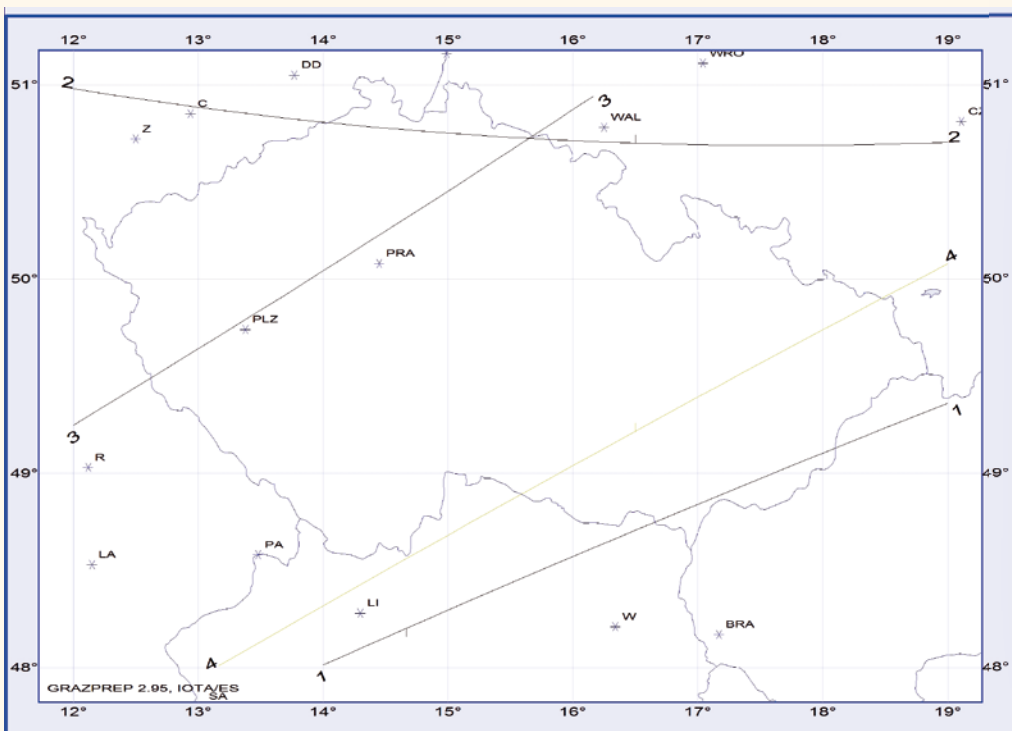 12° 13° 14° 15° 16° 17° 18° 19°
DD
WRO
51° 51°
2
C
3
WAL
Z
2
PRA
4
50° 50°
PLZ
3
1
R
49° 49°
LA
PA
LI
W
BRA
4
48° 48°
1
GRAZPREP 2.95, IOTA/ES
SA
12° 13° 14° 15° 16° 17° 18° 19°